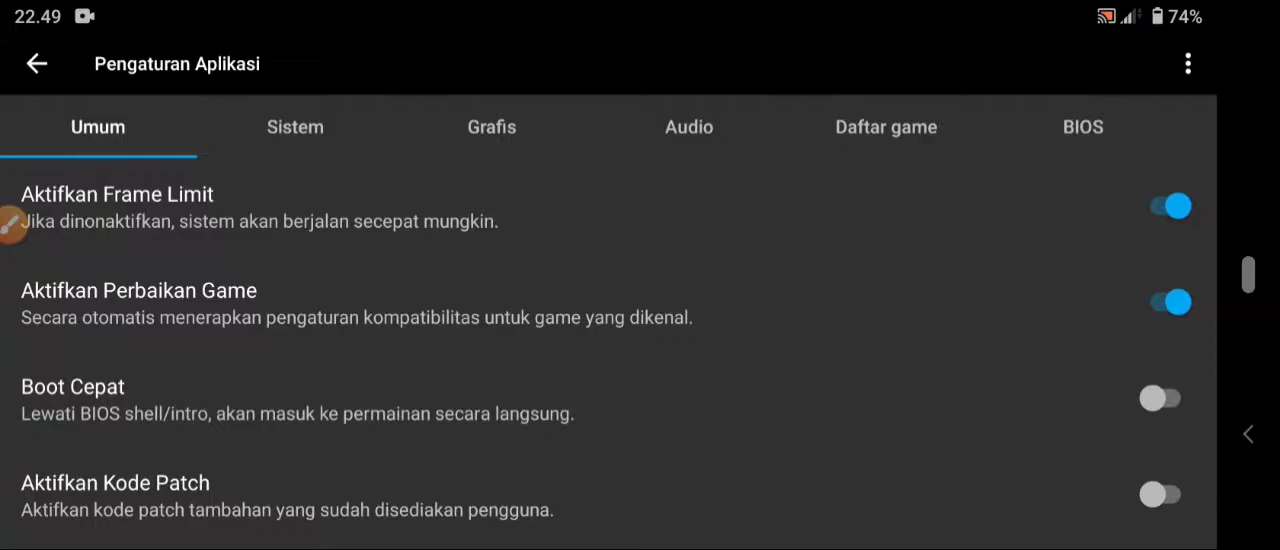 22.49
74%
Pengaturan Aplikasi
Umum
Sistem
Grafis
Audio
Daftar game
BIOS
Aktifkan Frame Limit
Jika dinonaktifkan, sistem akan berjalan secepat mungkin.
Aktifkan Perbaikan Game
Secara otomatis menerapkan pengaturan kompatibilitas untuk game yang dikenal.
Boot Cepat
Lewati BIOS shell/intro, akan masuk ke permainan secara langsung.
Aktifkan Kode Patch
Aktifkan kode patch tambahan yang sudah disediakan pengguna.